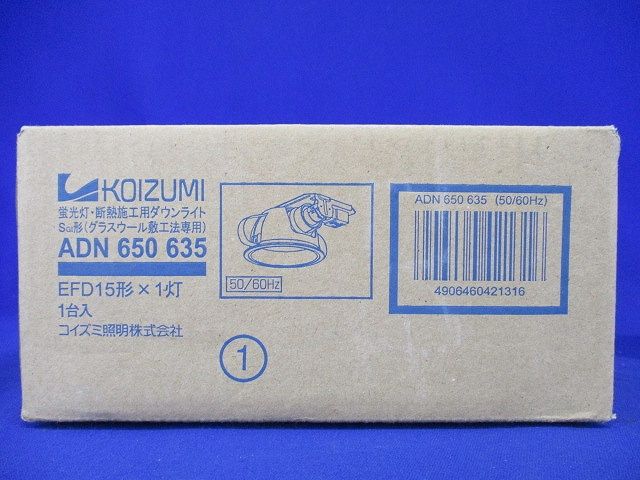 KOIZUMI
蛍光灯・断熱施工用ダウンライト
SGI形(グラスウール敷工法専用)
ADN 650 635
EFD15形×1灯
1台入
コイズミ照明株式会社
50/60Hz
1
ADN 650 635 (50/60Hz)
4906460421316